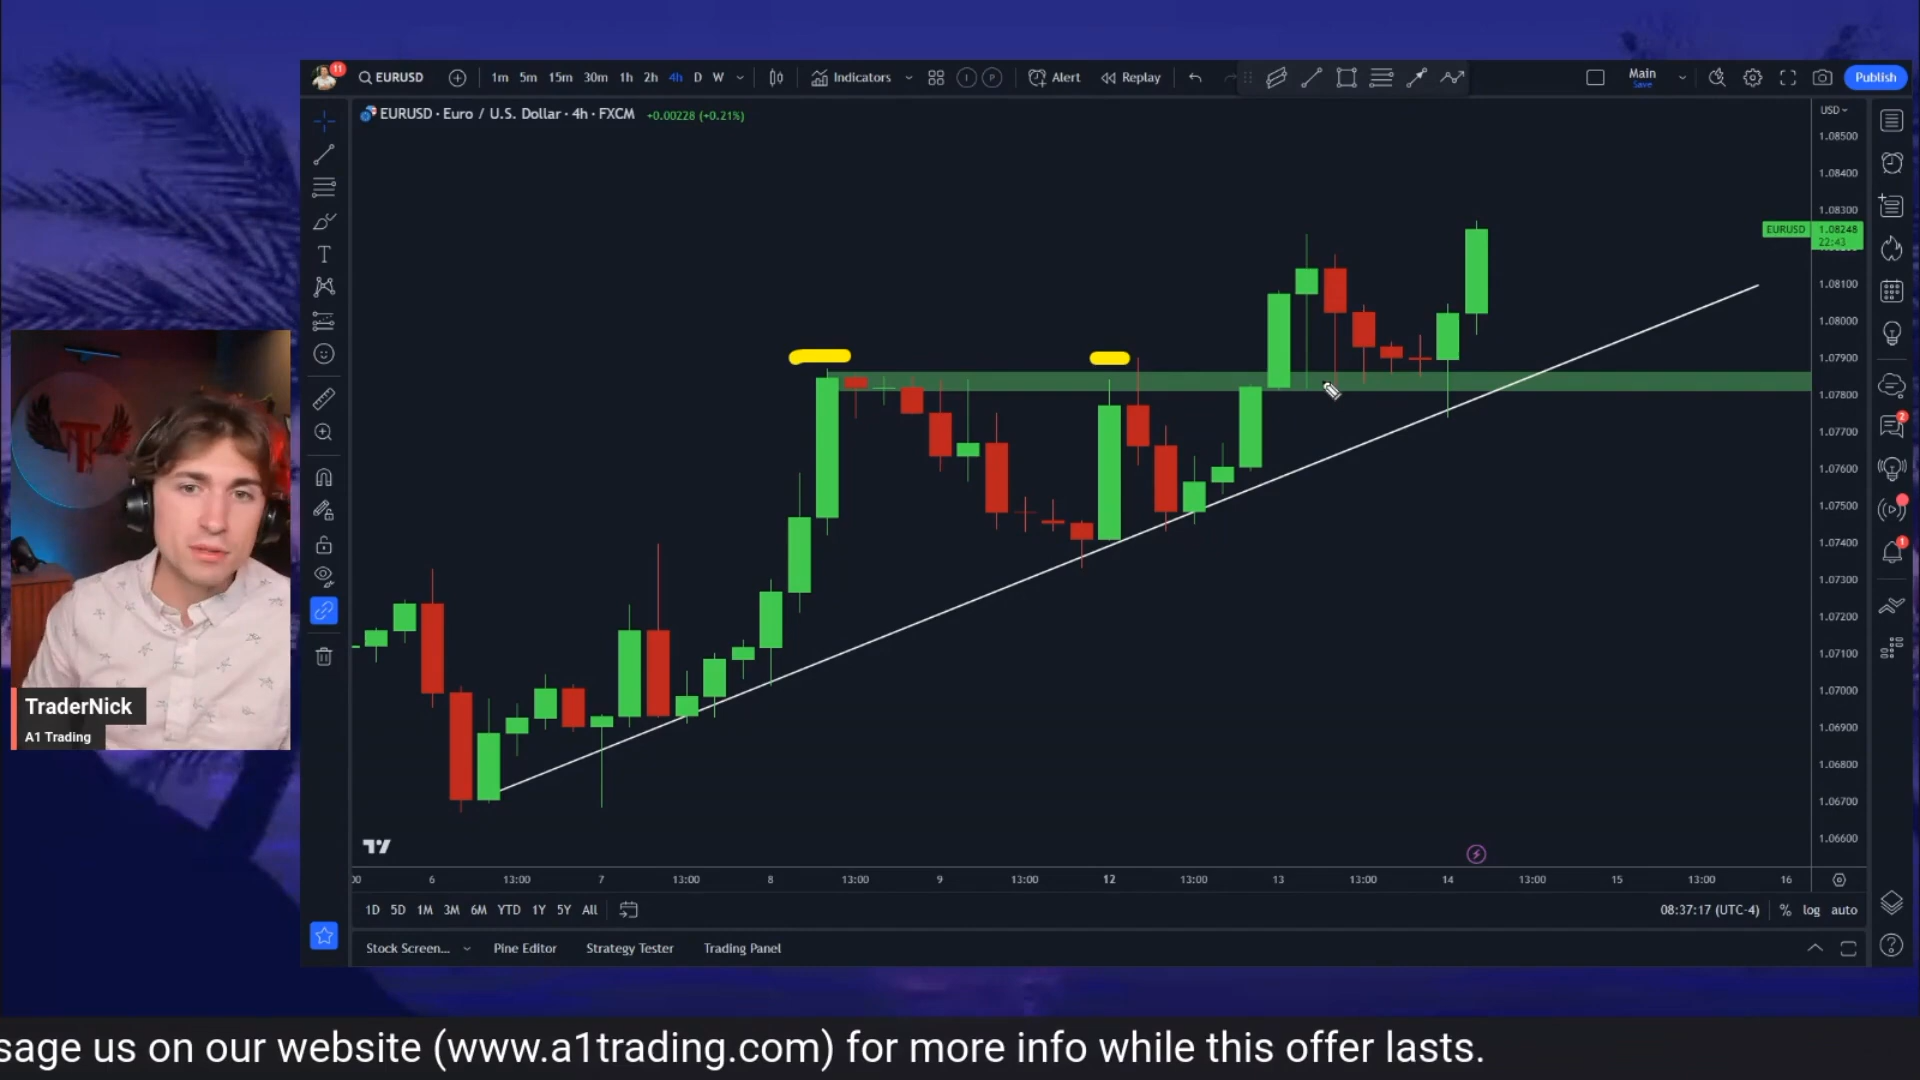 11
EURUSD
1m 5m 15m 30m 1h 2h 4h D W
Indicators
Alert
Replay
Main
Save
Publish
EURUSD · Euro / U.S. Dollar · 4h · FXCM +0.00228 (+0.21%)
USD
1.08500
1.08400
1.08300
EURUSD 1.08248
22:43
1.08100
1.08000
1.07900
1.07800
1.07700
1.07600
1.07500
1.07400
1.07300
1.07200
1.07100
1.07000
1.06900
1.06800
1.06700
1.06600
2
1
TraderNick
A1 Trading
6 13:00 7 13:00 8 13:00 9 13:00 12 13:00 13 13:00 14 13:00 15 13:00 16
1D 5D 1M 3M 6M YTD 1Y 5Y All
08:37:17 (UTC-4) % log auto
Stock Screen... Pine Editor Strategy Tester Trading Panel
sage us on our website (www.a1trading.com) for more info while this offer lasts.